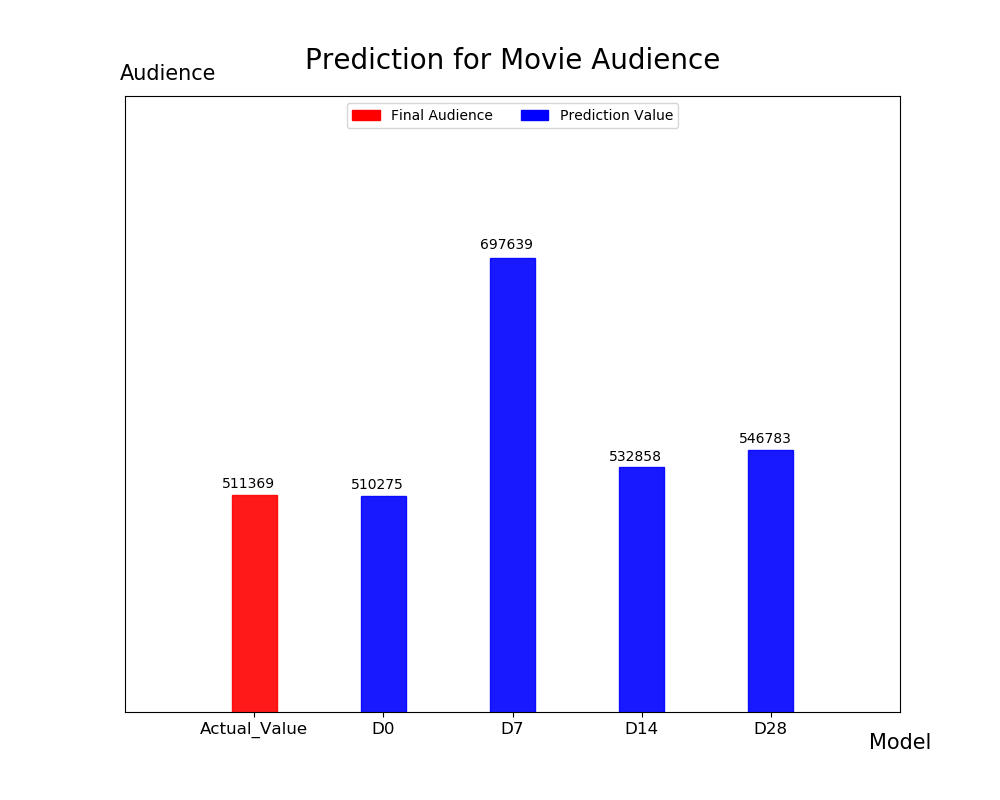 Prediction for Movie Audience
Audience
Final Audience Prediction Value
697639
546783
532858
511369 510275
Actual_Value D0 D7 D14 D28
Model